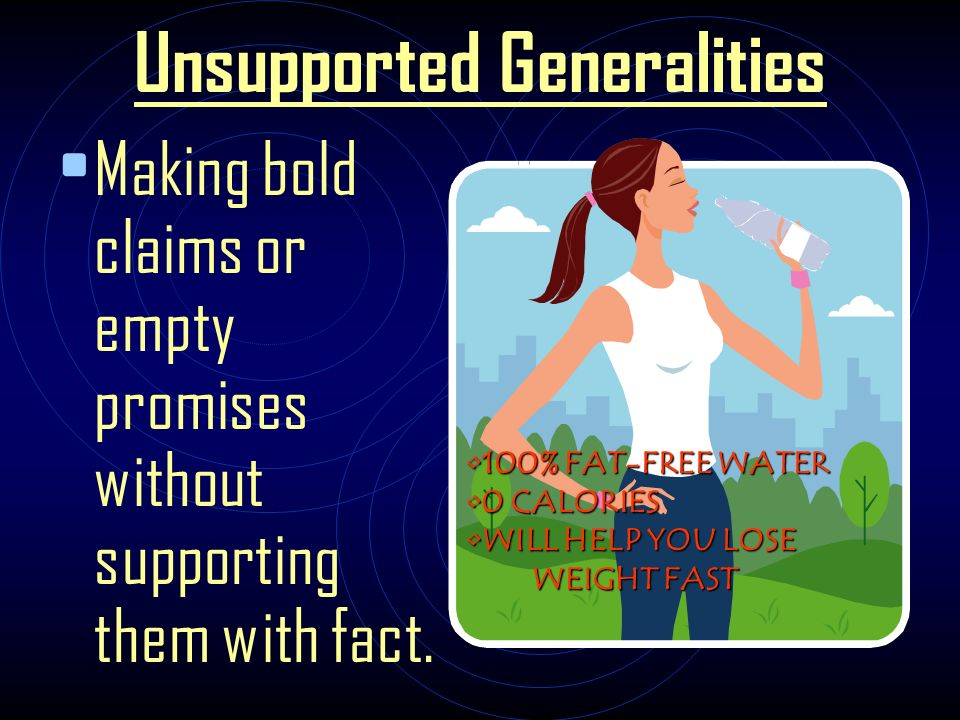 Unsupported Generalities
▪Making bold
claims or
empty
promises
without
supporting
them with fact.
•100% FAT-FREE WATER
•0 CALORIES
•WILL HELP YOU LOSE
WEIGHT FAST